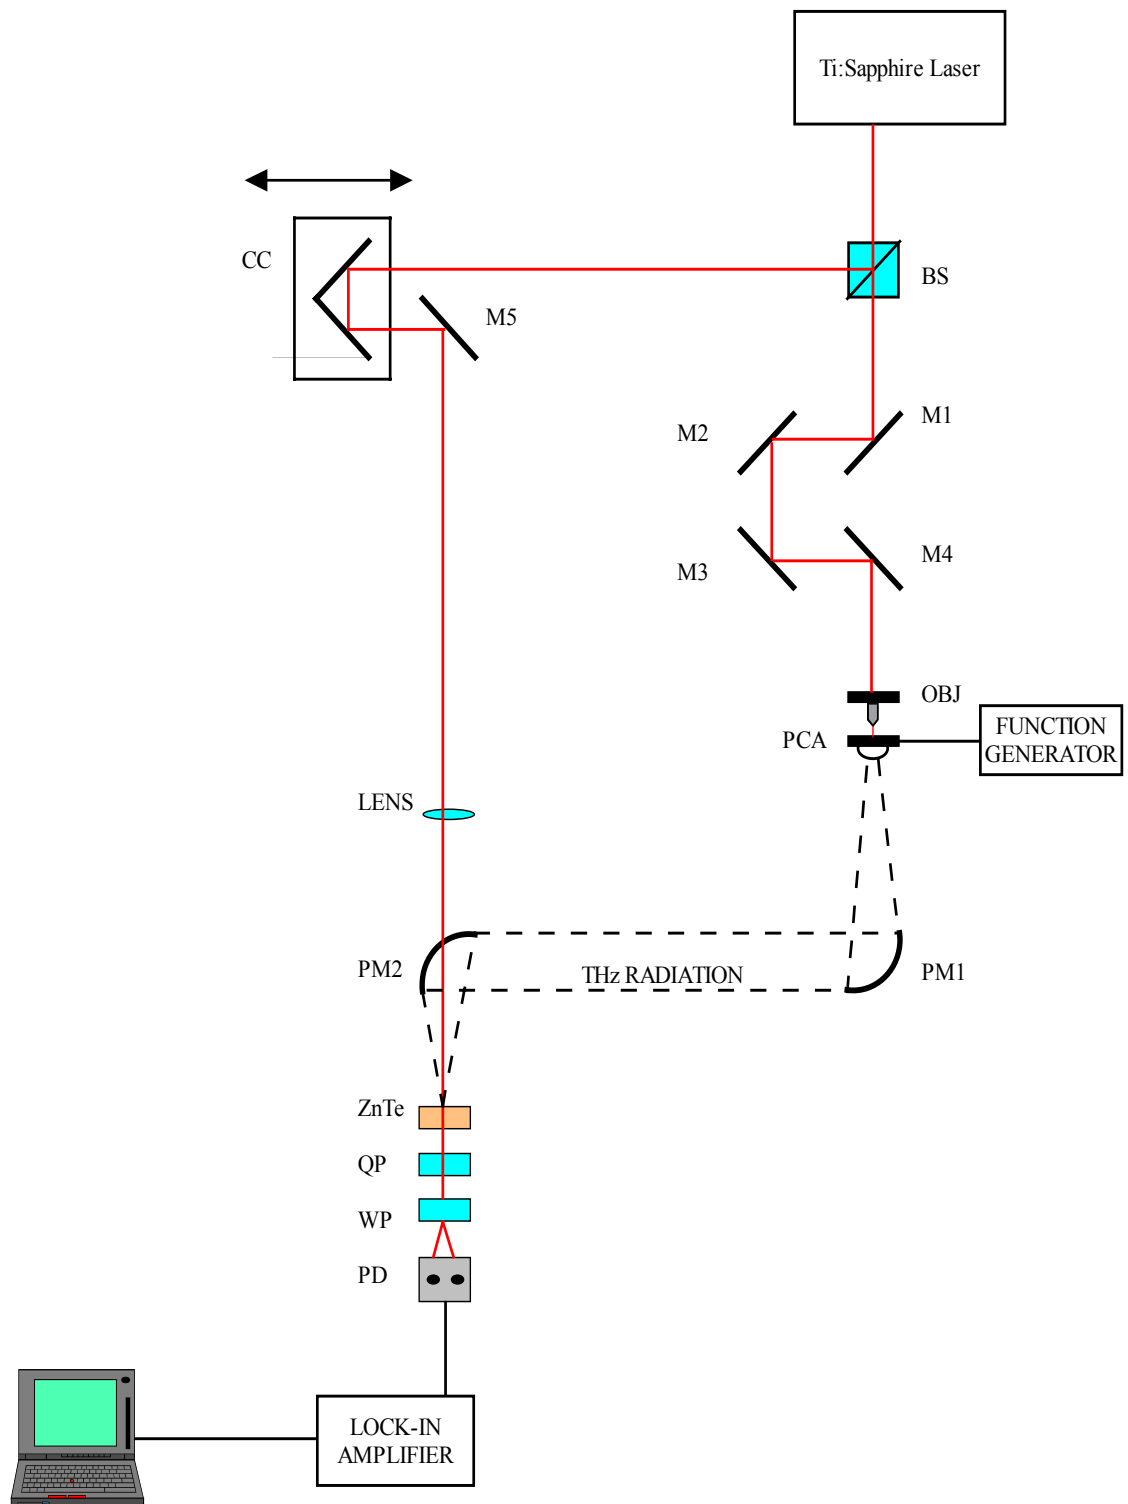 Ti:Sapphire Laser
CC
BS
M5
M1
M2
M4
M3
OBJ
PCA
FUNCTION
GENERATOR
LENS
PM2
THz RADIATION
PM1
ZnTe
QP
WP
PD
LOCK-IN
AMPLIFIER